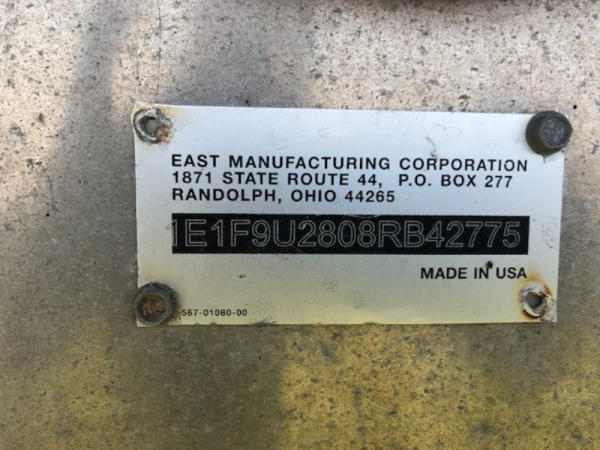 EAST MANUFACTURING CORPORATION
1871 STATE ROUTE 44, P.O. BOX 277
RANDOLPH, OHIO 44265
1E1F9U2808RB42775
MADE IN USA
567-01080-00